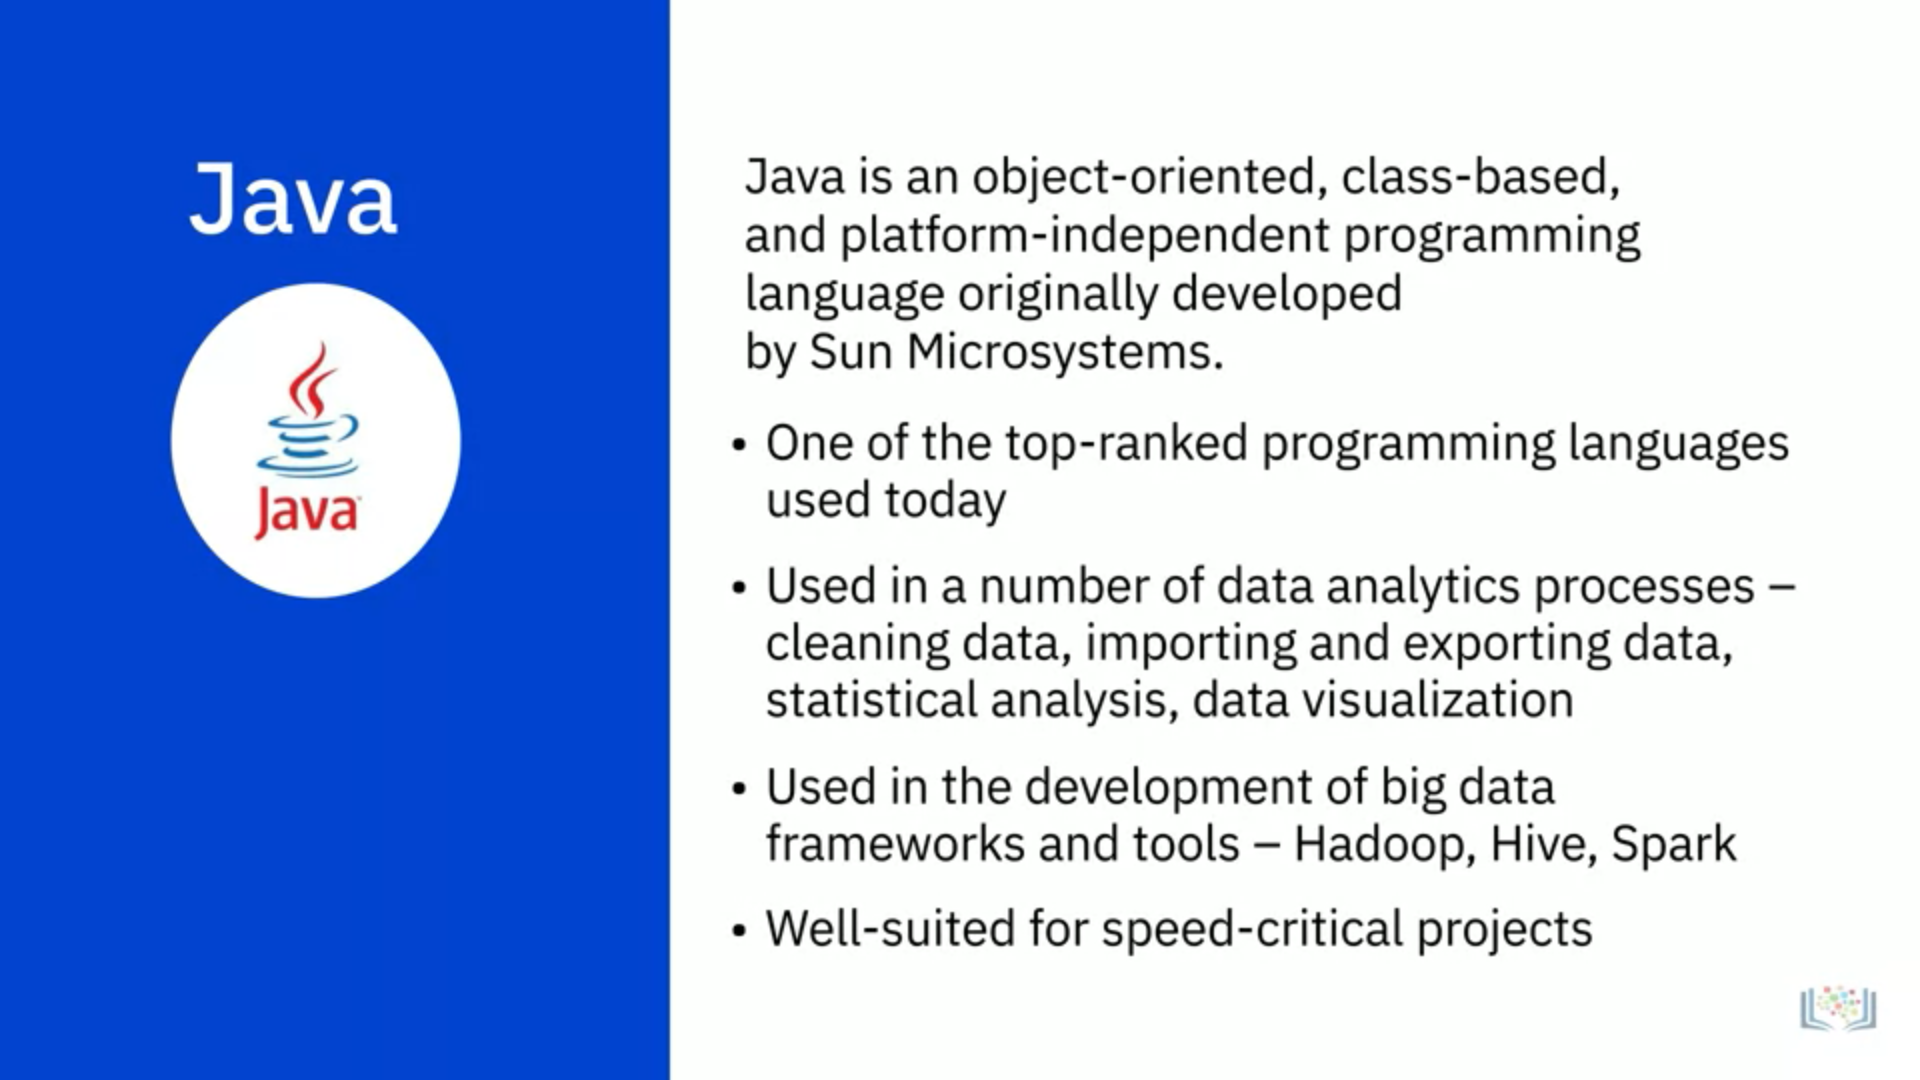 Java
Java
Java is an object-oriented, class-based,
and platform-independent programming
language originally developed
by Sun Microsystems.
• One of the top-ranked programming languages
used today
• Used in a number of data analytics processes –
cleaning data, importing and exporting data,
statistical analysis, data visualization
• Used in the development of big data
frameworks and tools – Hadoop, Hive, Spark
• Well-suited for speed-critical projects